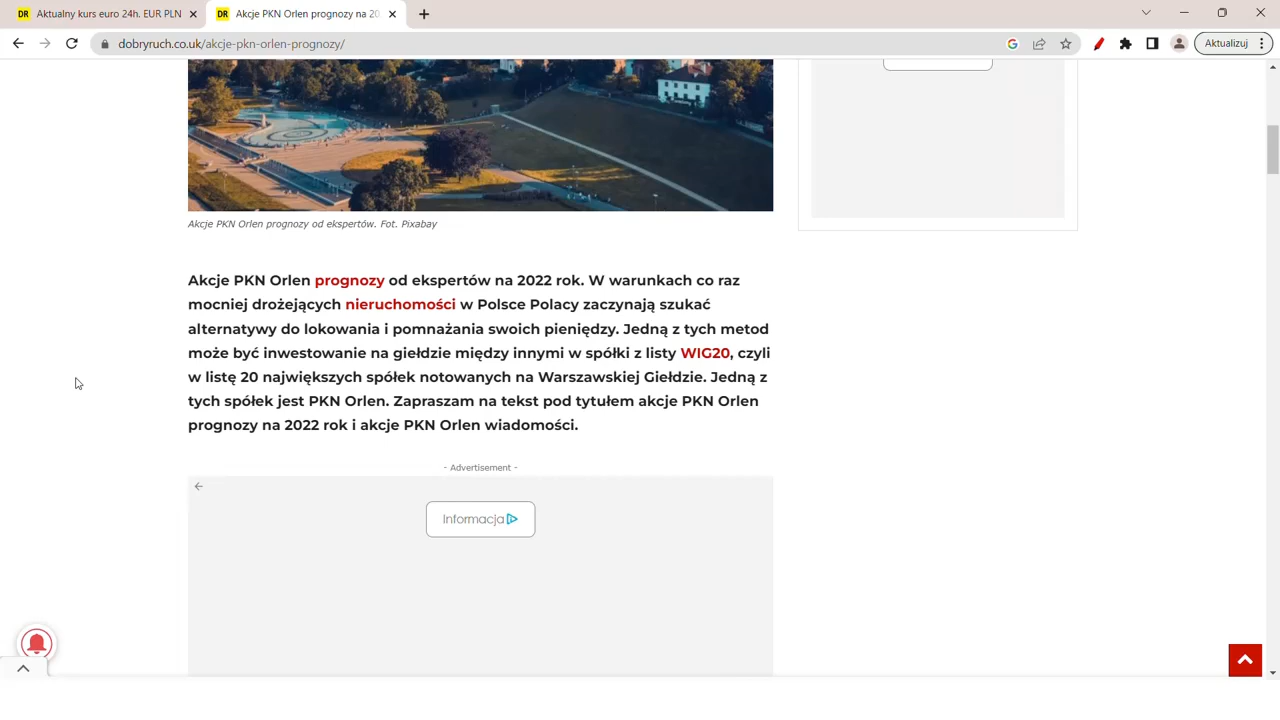 DR Aktualny kurs euro 24h. EUR PLN
DR Akcje PKN Orlen prognozy na 20
dobryruch.co.uk/akcje-pkn-orlen-prognozy/
Aktualizuj
Akcje PKN Orlen prognozy od ekspertów. Fot. Pixabay
Akcje PKN Orlen prognozy od ekspertów na 2022 rok. W warunkach co raz
mocniej drożejących nieruchomości w Polsce Polacy zaczynają szukać
alternatywy do lokowania i pomnażania swoich pieniędzy. Jedną z tych metod
może być inwestowanie na giełdzie między innymi w spółki z listy WIG20, czyli
w listę 20 największych spółek notowanych na Warszawskiej Giełdzie. Jedną z
tych spółek jest PKN Orlen. Zapraszam na tekst pod tytułem akcje PKN Orlen
prognozy na 2022 rok i akcje PKN Orlen wiadomości.
- Advertisement -
Informacja